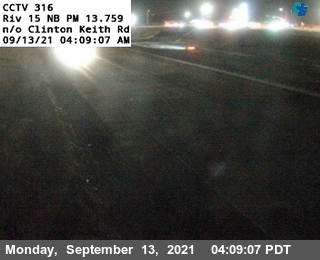 CCTV 316
Riv 15 NB PM 13.759
n/o Clinton Keith Rd
09/13/21 04:09:07 AM
Monday, September 13, 2021 04:09:07 PDT